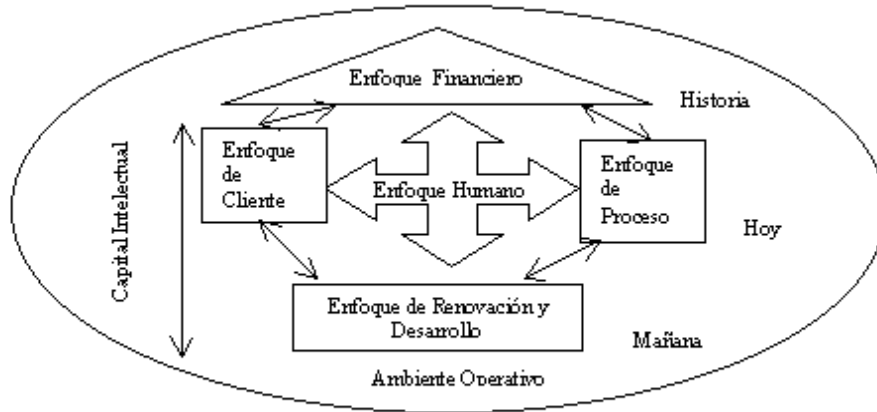 Enfoque Financiero
Historia
Enfoque
de
Cliente
Enfoque Humano
Enfoque
de
Proceso
Capital Intelectual
Hoy
Enfoque de Renovación y
Desarrollo
Mañana
Ambiente Operativo